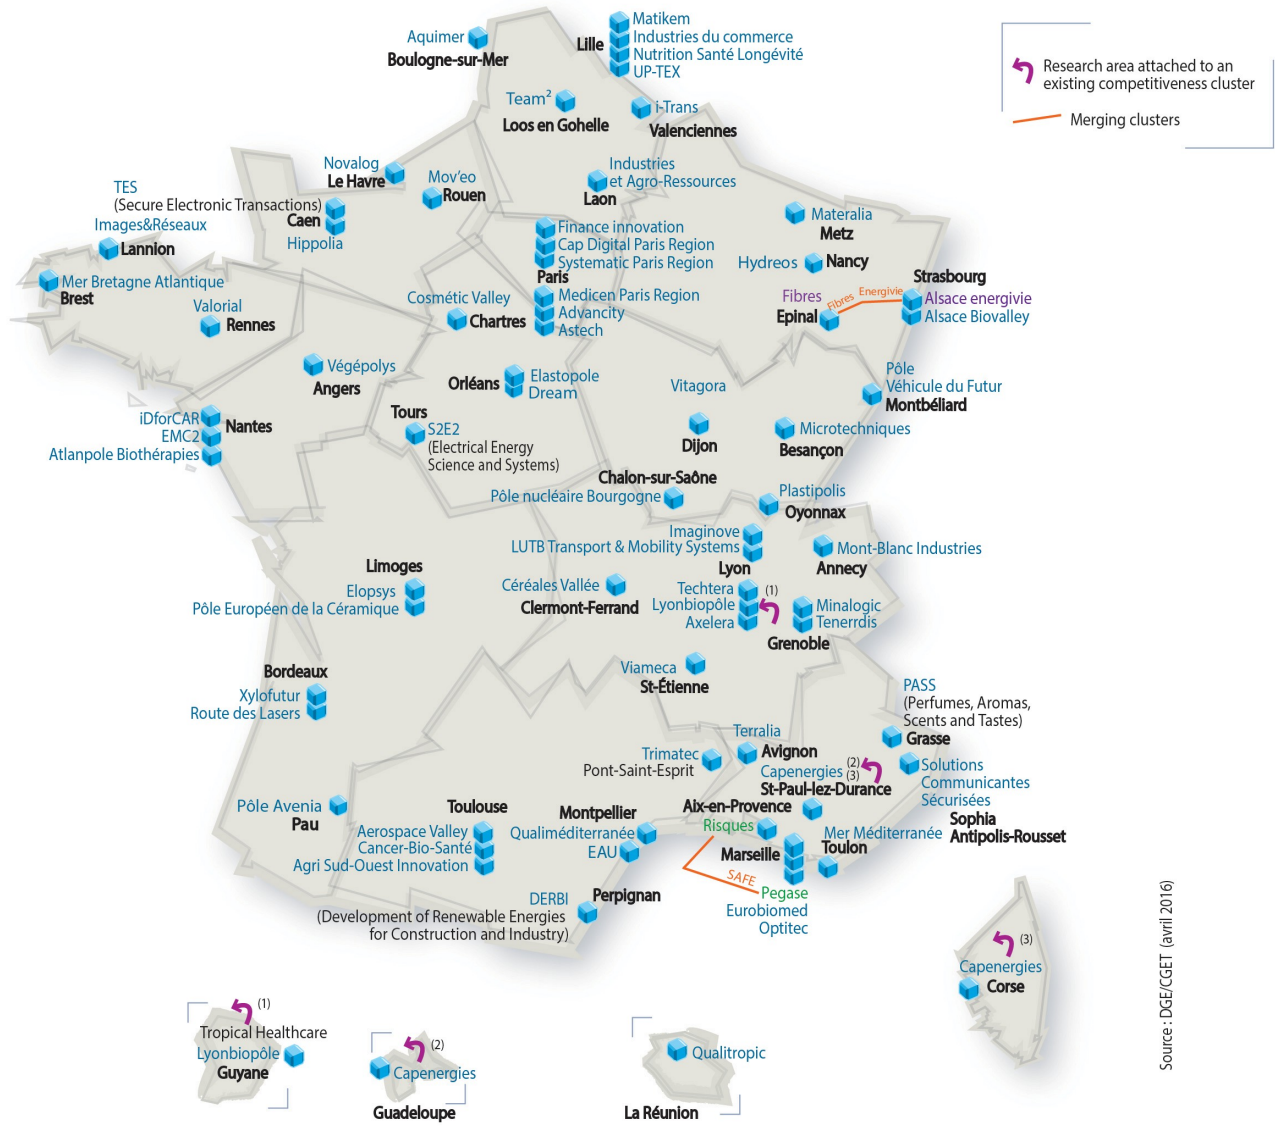 Aquimer
Boulogne-sur-Mer
Lille
Matikem
Industries du commerce
Nutrition Santé Longévité
UP-TEX
Research area attached to an
existing competitiveness cluster
Merging clusters
Team²
Loos en Gohelle
i-Trans
Valenciennes
Novalog
Le Havre
Mov'eo
Rouen
Industries
et Agro-Ressources
Laon
TES
(Secure Electronic Transactions)
Caen
Hippolia
Images&Réseaux
Lannion
Mer Bretagne Atlantique
Brest
Valorial
Rennes
Finance innovation
Cap Digital Paris Region
Systematic Paris Region
Paris
Medicen Paris Region
Advancity
Astech
Materalia
Metz
Hydreos
Nancy
Strasbourg
Fibres
Epinal
Fibres
Energivie
Alsace energivie
Alsace Biovalley
Cosmétic Valley
Chartres
Végépolys
Angers
Orléans
Elastopole
Dream
Vitagora
Dijon
Pôle
Véhicule du Futur
Montbéliard
iDforCAR
EMC2
Atlanpole Biothérapies
Nantes
Tours
S2E2
(Electrical Energy
Science and Systems)
Microtechniques
Besançon
Chalon-sur-Saône
Pôle nucléaire Bourgogne
Plastipolis
Oyonnax
Imaginove
LUTB Transport & Mobility Systems
Lyon
Techtera
(1)
Lyonbiopôle
Axelera
Mont-Blanc Industries
Annecy
Minalogic
Tenerrdis
Grenoble
Limoges
Elopsys
Pôle Européen de la Céramique
Céréales Vallée
Clermont-Ferrand
Viameca
St-Étienne
Bordeaux
Xylofutur
Route des Lasers
PASS
(Perfumes, Aromas,
Scents and Tastes)
Grasse
Terralia
Avignon
Trimatec
Pont-Saint-Esprit
Capenergies
(2)
(3)
St-Paul-lez-Durance
Solutions
Communicantes
Sécurisées
Sophia
Antipolis-Rousset
Pôle Avenia
Pau
Toulouse
Aerospace Valley
Cancer-Bio-Santé
Agri Sud-Ouest Innovation
Montpellier
Qualiméditerranée
EAU
Aix-en-Provence
Risques
Marseille
SAFE
Pegase
Eurobiomed
Optitec
Mer Méditerranée
Toulon
DERBI
Perpignan
(Development of Renewable Energies
for Construction and Industry)
(3)
Capenergies
Corse
(1)
Tropical Healthcare
Lyonbiopôle
Guyane
(2)
Capenergies
Guadeloupe
Qualitropic
La Réunion
Source : DGE/CGET (avril 2016)